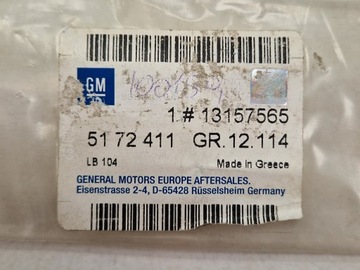 GM
1 # 13157565
51 72 411 GR.12.114
LB 104 Made in Greece
GENERAL MOTORS EUROPE AFTERSALES.
Eisenstrasse 2-4, D-65428 Rüsselsheim Germany